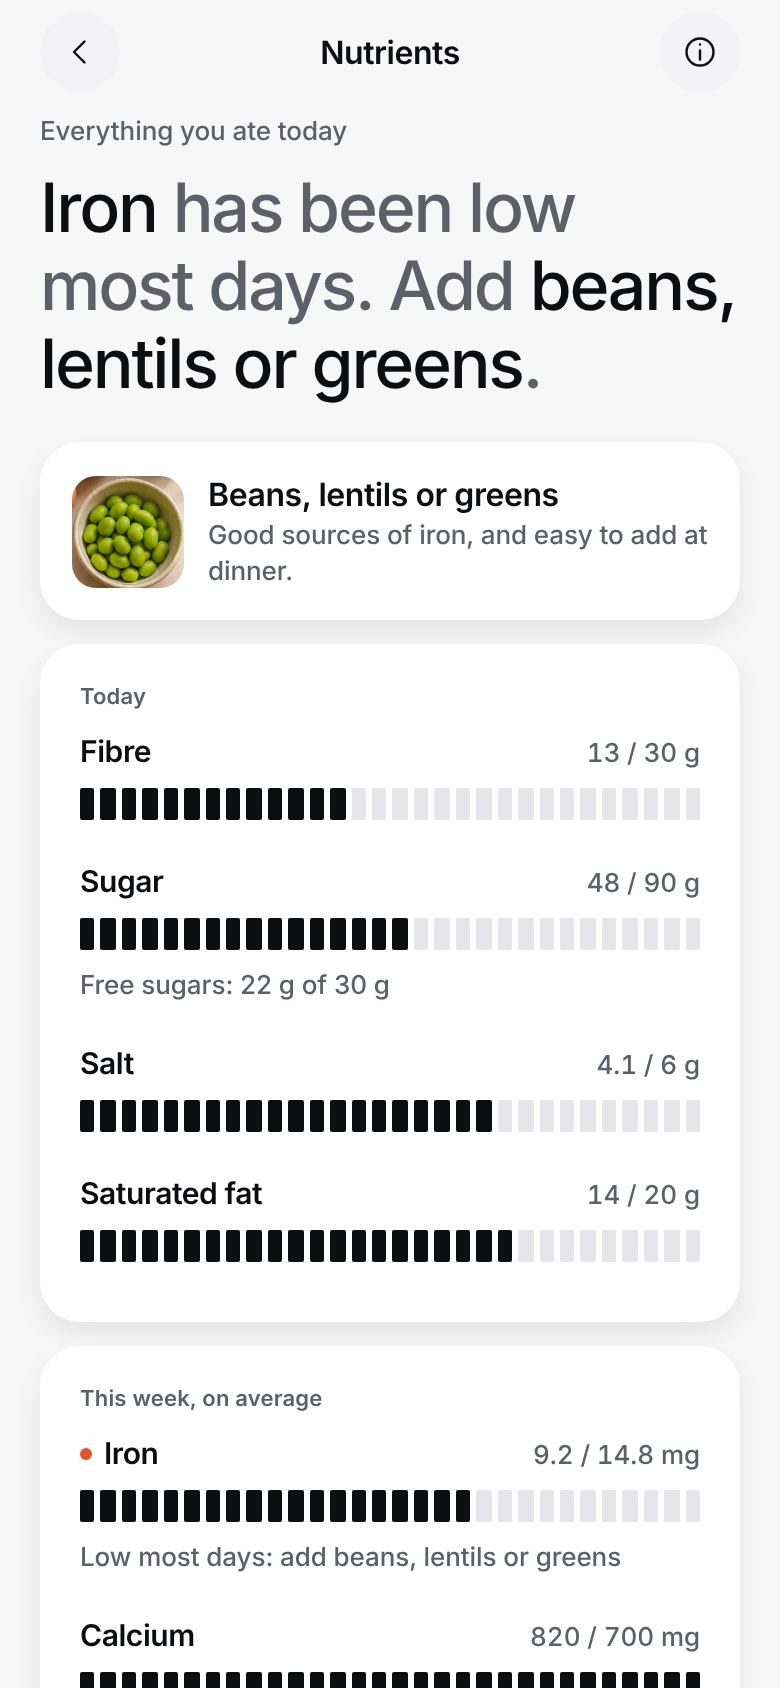 Nutrients
Everything you ate today
Iron has been low
most days. Add beans,
lentils or greens.
Beans, lentils or greens
Good sources of iron, and easy to add at
dinner.
Today
Fibre
13 / 30 g
Sugar
48 / 90 g
Free sugars: 22 g of 30 g
Salt
4.1 / 6 g
Saturated fat
14 / 20 g
This week, on average
Iron
9.2 / 14.8 mg
Low most days: add beans, lentils or greens
Calcium
820 / 700 mg